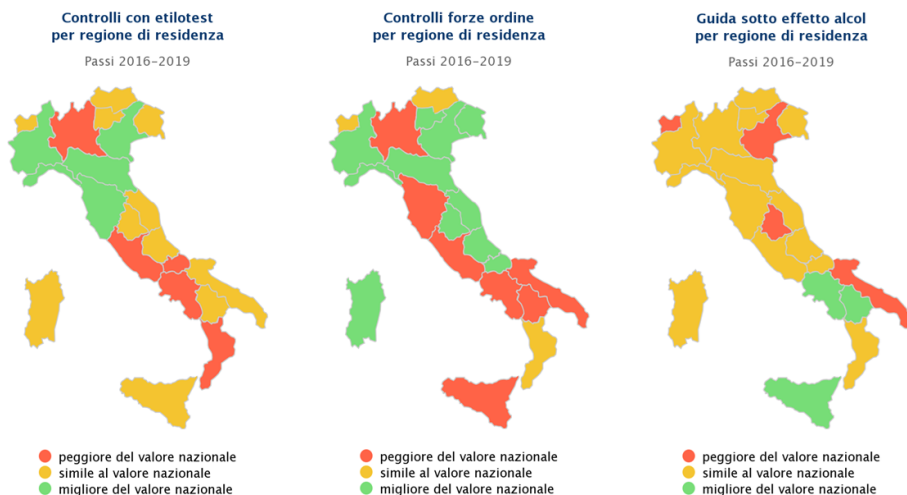 Controlli con etilotest
per regione di residenza
Passi 2016-2019
peggiore del valore nazionale
simile al valore nazionale
migliore del valore nazionale
Controlli forze ordine
per regione di residenza
Passi 2016-2019
peggiore del valore nazionale
simile al valore nazionale
migliore del valore nazionale
Guida sotto effetto alcol
per regione di residenza
Passi 2016-2019
peggiore del valore nazionale
simile al valore nazionale
migliore del valore nazionale